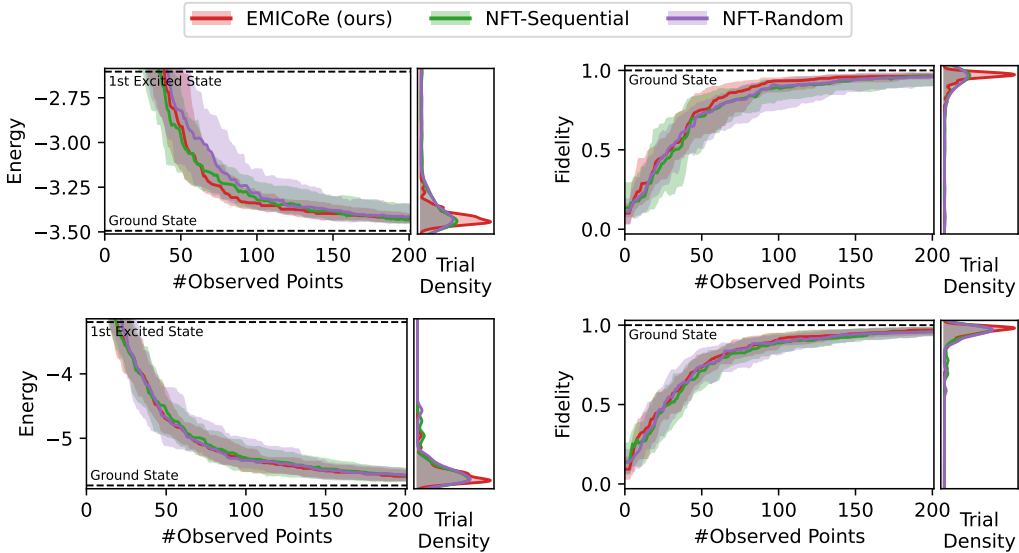 EMICoRe (ours) NFT-Sequential NFT-Random
1st Excited State
Ground State
−2.75
−3.00
−3.25
−3.50
Energy
0 50 100 150 200
#Observed Points
Trial
Density
Ground State
1.0
0.5
0.0
Fidelity
0 50 100 150 200
#Observed Points
Trial
Density
1st Excited State
Ground State
−4
−5
Energy
0 50 100 150 200
#Observed Points
Trial
Density
Ground State
1.0
0.5
0.0
Fidelity
0 50 100 150 200
#Observed Points
Trial
Density